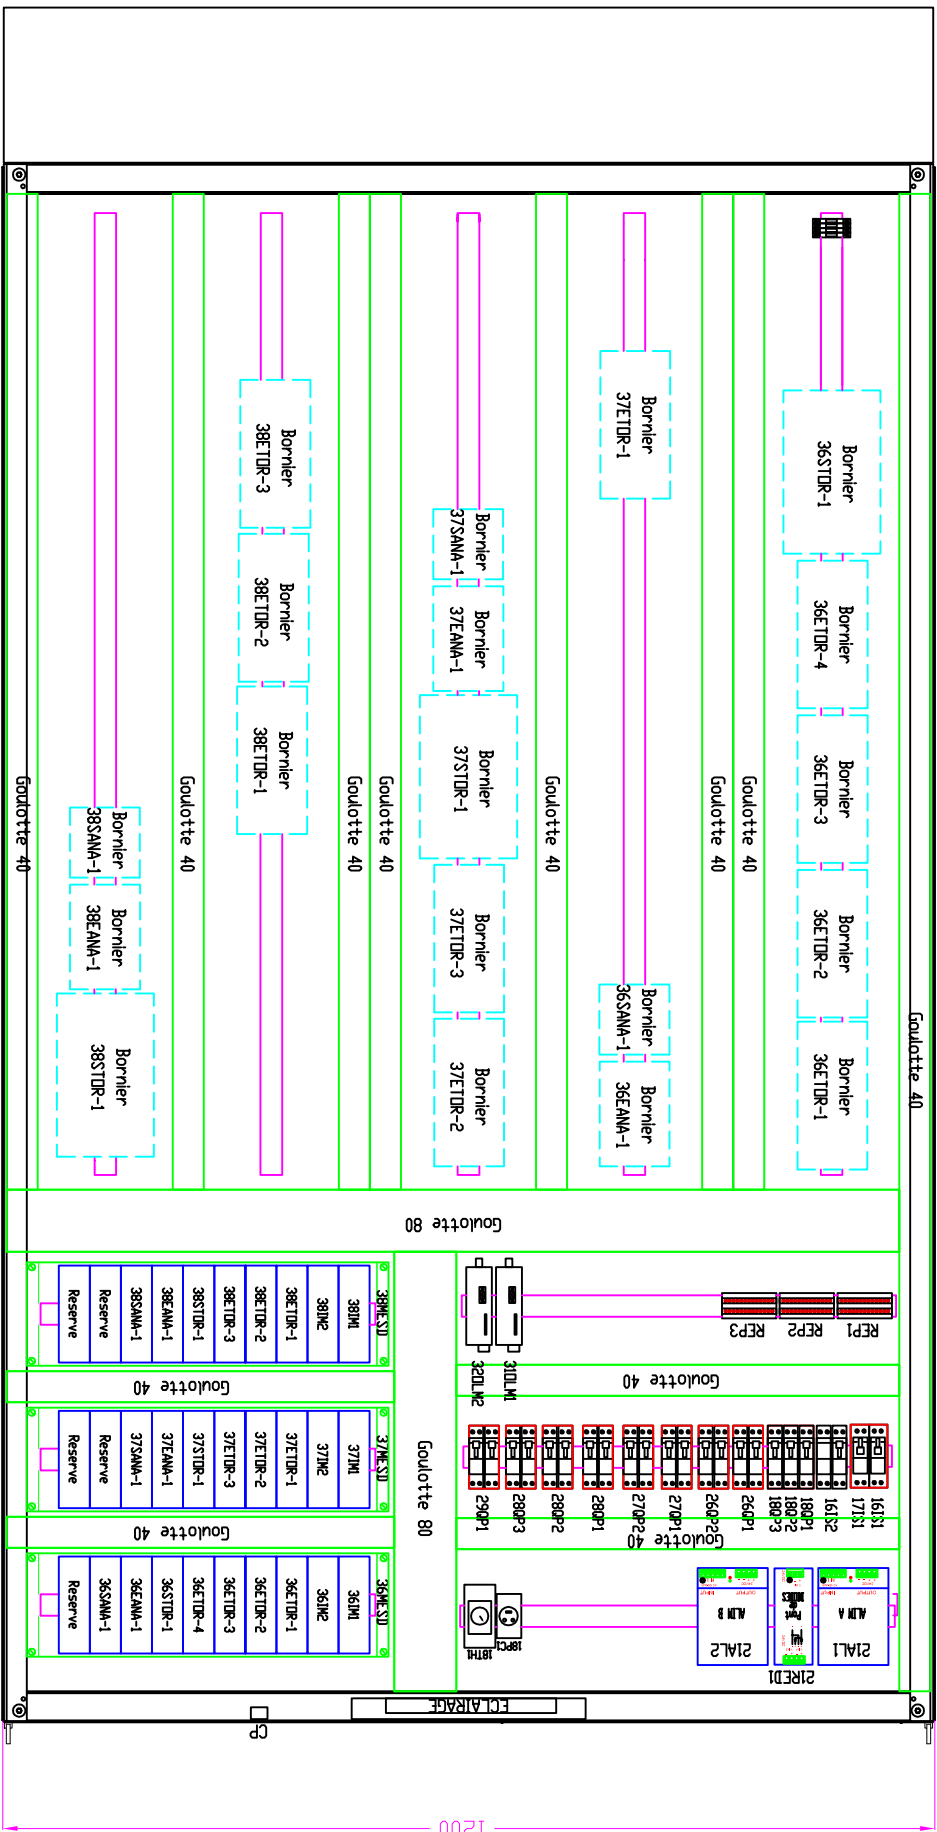 Bornier
38ETOR-3
Bornier
37ETOR-1
Bornier
36STOR-1
Bornier
37SANA-1
Bornier
38ETOR-2
Bornier
37EANA-1
Bornier
36ETOR-4
Bornier
38ETOR-1
Bornier
37STOR-1
Bornier
36ETOR-3
Goulotte 40
Goulotte 40
Goulotte 40
Goulotte 40
Goulotte 40
Goulotte 40
Goulotte 40
Bornier
38SANA-1
Bornier
38EANA-1
Bornier
37ETOR-3
Bornier
36ETOR-2
Bornier
36SANA-1
Goulotte 40
Bornier
38STOR-1
Bornier
37ETOR-2
Bornier
36EANA-1
Bornier
36ETOR-1
Goulotte 80
Reserve
Reserve
38SANA-1
38EANA-1
38STOR-1
38ETOR-3
38ETOR-2
38ETOR-1
38IM2
38IM1
38MESD
REP3
REP2
REP1
32OLM2
31OLM1
Goulotte 40
Goulotte 40
Reserve
Reserve
37SANA-1
37EANA-1
37STOR-1
37ETOR-3
37ETOR-2
37ETOR-1
37IM2
37IM1
37MESD
Goulotte 80
29QP1
28QP3
28QP2
28QP1
27QP2
27QP1
26QP2
26QP1
18QP3
18QP2
18QP1
16IS2
17IS1
16IS1
Goulotte 40
Goulotte 40
Reserve
36SANA-1
36EANA-1
36STOR-1
36ETOR-4
36ETOR-3
36ETOR-2
36ETOR-1
36IM2
36IM1
36MESD
18TH1
18PC1
ALIM B
21AL2
Pont
de
DIODES
21RED1
ALIM A
21AL1
ECLAIRAGE
CP
1200